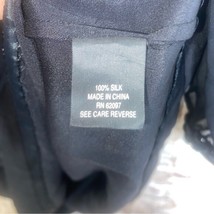 100% SILK
MADE IN CHINA
RN 62097
SEE CARE REVERSE